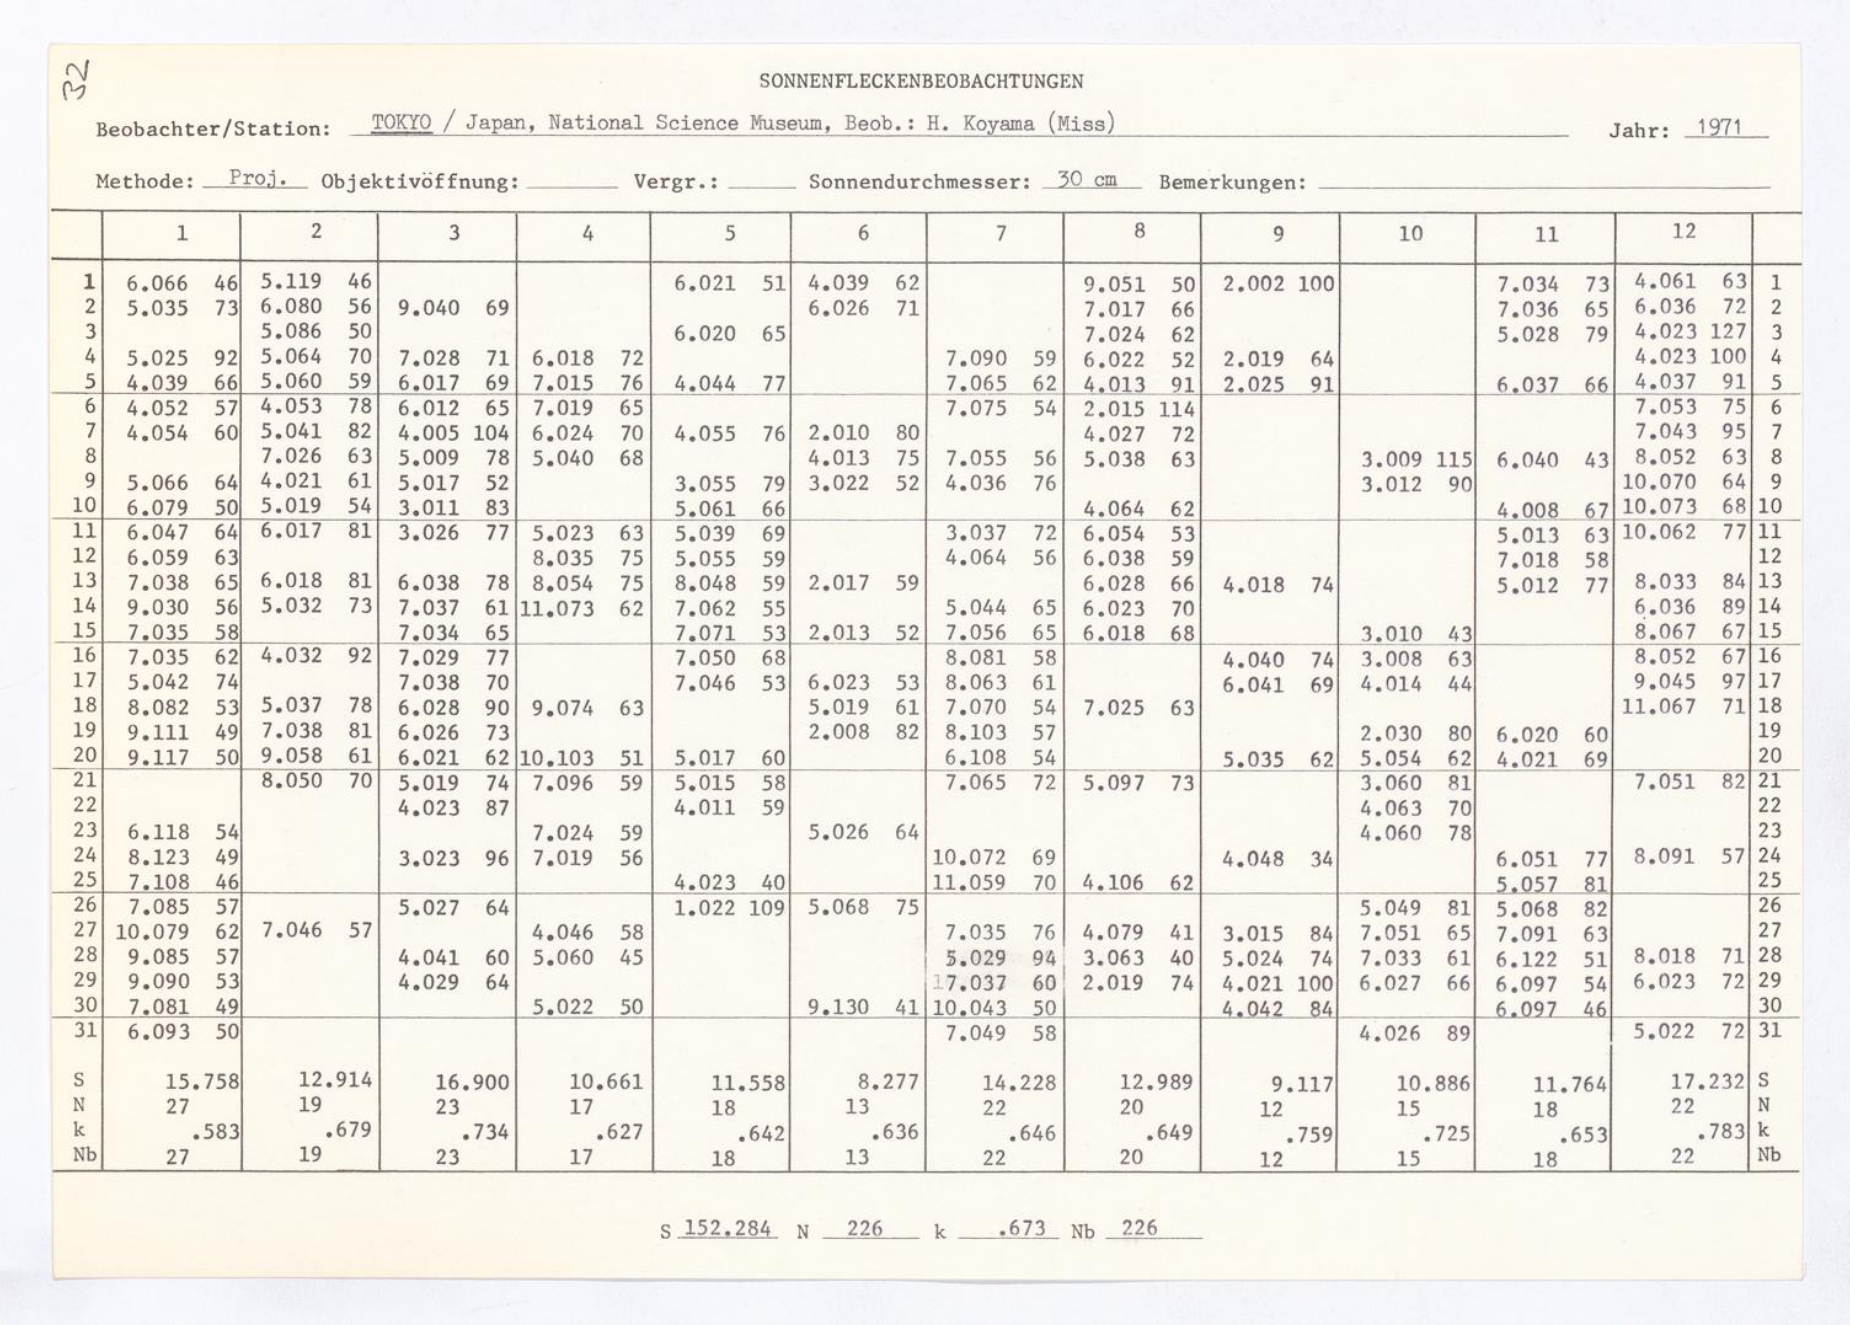 32
SONNENFLECKENBEOBACHTUNGEN
Beobachter/Station: TOKYO / Japan, National Science Museum, Beob.: H. Koyama (Miss) Jahr: 1971
Methode: Proj. Objektivöffnung: Vergr.: Sonnendurchmesser: 30 cm Bemerkungen:
1 2 3 4 5 6 7 8 9 10 11 12
1 6.066 46 5.119 46 6.021 51 4.039 62 9.051 50 2.002 100 7.034 73 4.061 63 1
2 5.035 73 6.080 56 9.040 69 6.026 71 7.017 66 7.036 65 6.036 72 2
3 5.086 50 6.020 65 7.024 62 5.028 79 4.023 127 3
4 5.025 92 5.064 70 7.028 71 6.018 72 7.090 59 6.022 52 2.019 64 4.023 100 4
5 4.039 66 5.060 59 6.017 69 7.015 76 4.044 77 7.065 62 4.013 91 2.025 91 6.037 66 4.037 91 5
6 4.052 57 4.053 78 6.012 65 7.019 65 7.075 54 2.015 114 7.053 75 6
7 4.054 60 5.041 82 4.005 104 6.024 70 4.055 76 2.010 80 4.027 72 7.043 95 7
8 7.026 63 5.009 78 5.040 68 4.013 75 7.055 56 5.038 63 3.009 115 6.040 43 8.052 63 8
9 5.066 64 4.021 61 5.017 52 3.055 79 3.022 52 4.036 76 3.012 90 10.070 64 9
10 6.079 50 5.019 54 3.011 83 5.061 66 4.064 62 4.008 67 10.073 68 10
11 6.047 64 6.017 81 3.026 77 5.023 63 5.039 69 3.037 72 6.054 53 5.013 63 10.062 77 11
12 6.059 63 8.035 75 5.055 59 4.064 56 6.038 59 7.018 58 12
13 7.038 65 6.018 81 6.038 78 8.054 75 8.048 59 2.017 59 6.028 66 4.018 74 5.012 77 8.033 84 13
14 9.030 56 5.032 73 7.037 61 11.073 62 7.062 55 5.044 65 6.023 70 6.036 89 14
15 7.035 58 7.034 65 7.071 53 2.013 52 7.056 65 6.018 68 3.010 43 8.067 67 15
16 7.035 62 4.032 92 7.029 77 7.050 68 8.081 58 4.040 74 3.008 63 8.052 67 16
17 5.042 74 7.038 70 7.046 53 6.023 53 8.063 61 6.041 69 4.014 44 9.045 97 17
18 8.082 53 5.037 78 6.028 90 9.074 63 5.019 61 7.070 54 7.025 63 11.067 71 18
19 9.111 49 7.038 81 6.026 73 2.008 82 8.103 57 2.030 80 6.020 60 19
20 9.117 50 9.058 61 6.021 62 10.103 51 5.017 60 6.108 54 5.035 62 5.054 62 4.021 69 20
21 8.050 70 5.019 74 7.096 59 5.015 58 7.065 72 5.097 73 3.060 81 7.051 82 21
22 4.023 87 4.011 59 4.063 70 22
23 6.118 54 7.024 59 5.026 64 4.060 78 23
24 8.123 49 3.023 96 7.019 56 10.072 69 4.048 34 6.051 77 8.091 57 24
25 7.108 46 4.023 40 11.059 70 4.106 62 5.057 81 25
26 7.085 57 5.027 64 1.022 109 5.068 75 5.049 81 5.068 82 26
27 10.079 62 7.046 57 4.046 58 7.035 76 4.079 41 3.015 84 7.051 65 7.091 63 27
28 9.085 57 4.041 60 5.060 45 5.029 94 3.063 40 5.024 74 7.033 61 6.122 51 8.018 71 28
29 9.090 53 4.029 64 7.037 60 2.019 74 4.021 100 6.027 66 6.097 54 6.023 72 29
30 7.081 49 5.022 50 9.130 41 10.043 50 4.042 84 6.097 46 30
31 6.093 50 7.049 58 4.026 89 5.022 72 31
S 15.758 12.914 16.900 10.661 11.558 8.277 14.228 12.989 9.117 10.886 11.764 17.232 S
N 27 19 23 17 18 13 22 20 12 15 18 22 N
k .583 .679 .734 .627 .642 .636 .646 .649 .759 .725 .653 .783 k
Nb 27 19 23 17 18 13 22 20 12 15 18 22 Nb
S 152.284 N 226 k .673 Nb 226